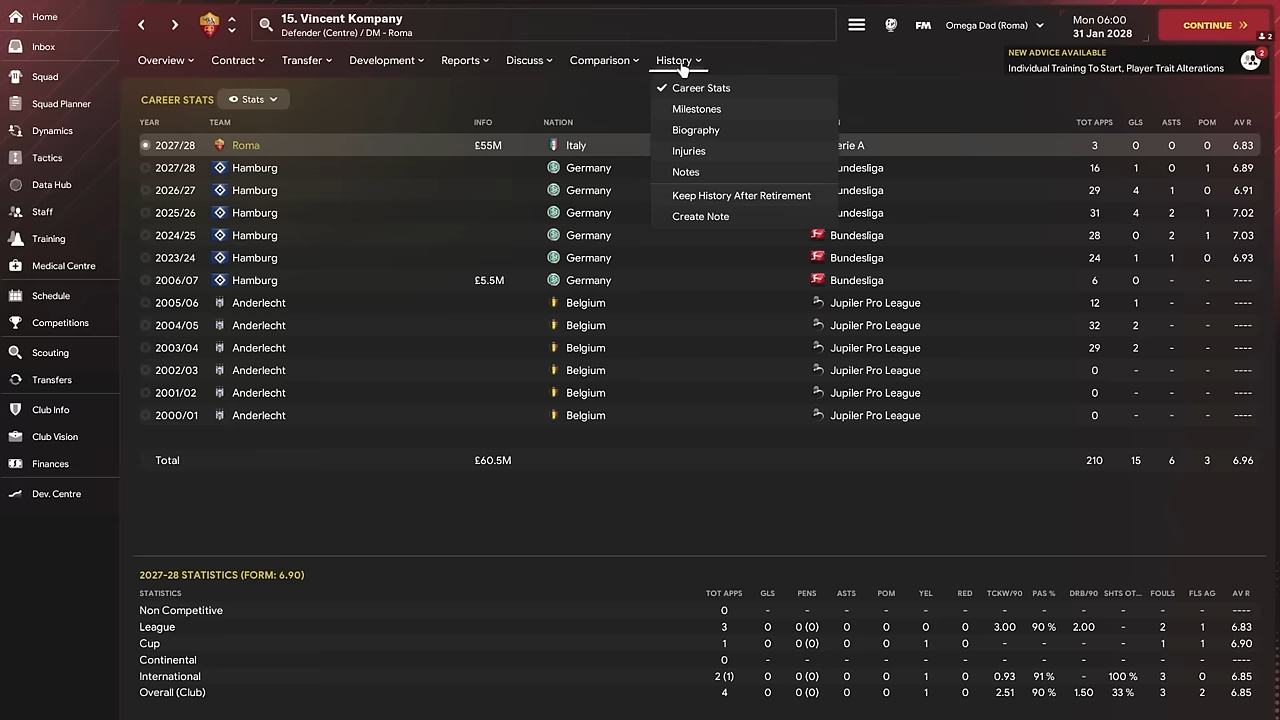 Home
Inbox
Squad
Squad Planner
Dynamics
Tactics
Data Hub
Staff
Training
Medical Centre
Schedule
Competitions
Scouting
Transfers
Club Info
Club Vision
Finances
Dev. Centre
15. Vincent Kompany
Defender (Centre) / DM - Roma
FM
Omega Dad (Roma)
Mon 06:00
31 Jan 2028
CONTINUE
2
Overview Contract Transfer Development Reports Discuss Comparison History
NEW ADVICE AVAILABLE
Individual Training To Start, Player Trait Alterations
2
Career Stats
Milestones
Biography
Injuries
Notes
Keep History After Retirement
Create Note
CAREER STATS Stats
YEAR TEAM INFO NATION TOT APPS GLS ASTS POM AV R
2027/28 Roma £55M Italy erie A 3 0 0 0 6.83
2027/28 Hamburg Germany undesliga 16 1 0 1 6.89
2026/27 Hamburg Germany undesliga 29 4 1 0 6.91
2025/26 Hamburg Germany undesliga 31 4 2 1 7.02
2024/25 Hamburg Germany Bundesliga 28 0 2 1 7.03
2023/24 Hamburg Germany Bundesliga 24 1 1 0 6.93
2006/07 Hamburg £5.5M Germany Bundesliga 6 0 - - ----
2005/06 Anderlecht Belgium Jupiler Pro League 12 1 - - ----
2004/05 Anderlecht Belgium Jupiler Pro League 32 2 - - ----
2003/04 Anderlecht Belgium Jupiler Pro League 29 2 - - ----
2002/03 Anderlecht Belgium Jupiler Pro League 0 - - - ----
2001/02 Anderlecht Belgium Jupiler Pro League 0 - - - ----
2000/01 Anderlecht Belgium Jupiler Pro League 0 - - - ----
Total £60.5M 210 15 6 3 6.96
2027-28 STATISTICS (FORM: 6.90)
STATISTICS TOT APPS GLS PENS ASTS POM YEL RED TCKW/90 PAS % DRB/90 SHTS OT... FOULS FLS AG AV R
Non Competitive 0 - - - - - - - - - - - - ----
League 3 0 0 (0) 0 0 0 0 3.00 90 % 2.00 - 2 1 6.83
Cup 1 0 0 (0) 0 0 1 0 - - - - 1 1 6.90
Continental 0 - - - - - - - - - - - - ----
International 2 (1) 0 0 (0) 0 0 1 0 0.93 91 % - 100 % 3 0 6.85
Overall (Club) 4 0 0 (0) 0 0 1 0 2.51 90 % 1.50 33 % 3 2 6.85